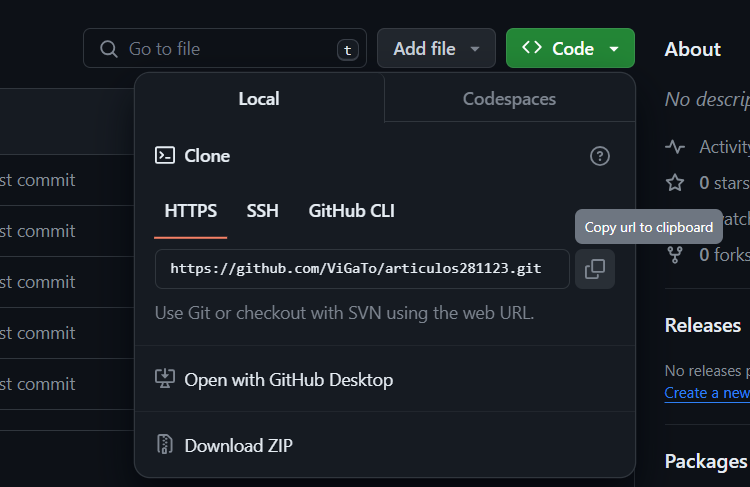 Go to file
t
Add file
Code
About
No descrip
Local
Codespaces
Activity
st commit
Clone
0 stars
HTTPS
SSH
GitHub CLI
Copy url to clipboard
atch
st commit
0 forks
https://github.com/ViGaTo/articulos281123.git
st commit
Use Git or checkout with SVN using the web URL.
Releases
st commit
No releases p
Open with GitHub Desktop
st commit
Create a new
Download ZIP
Packages